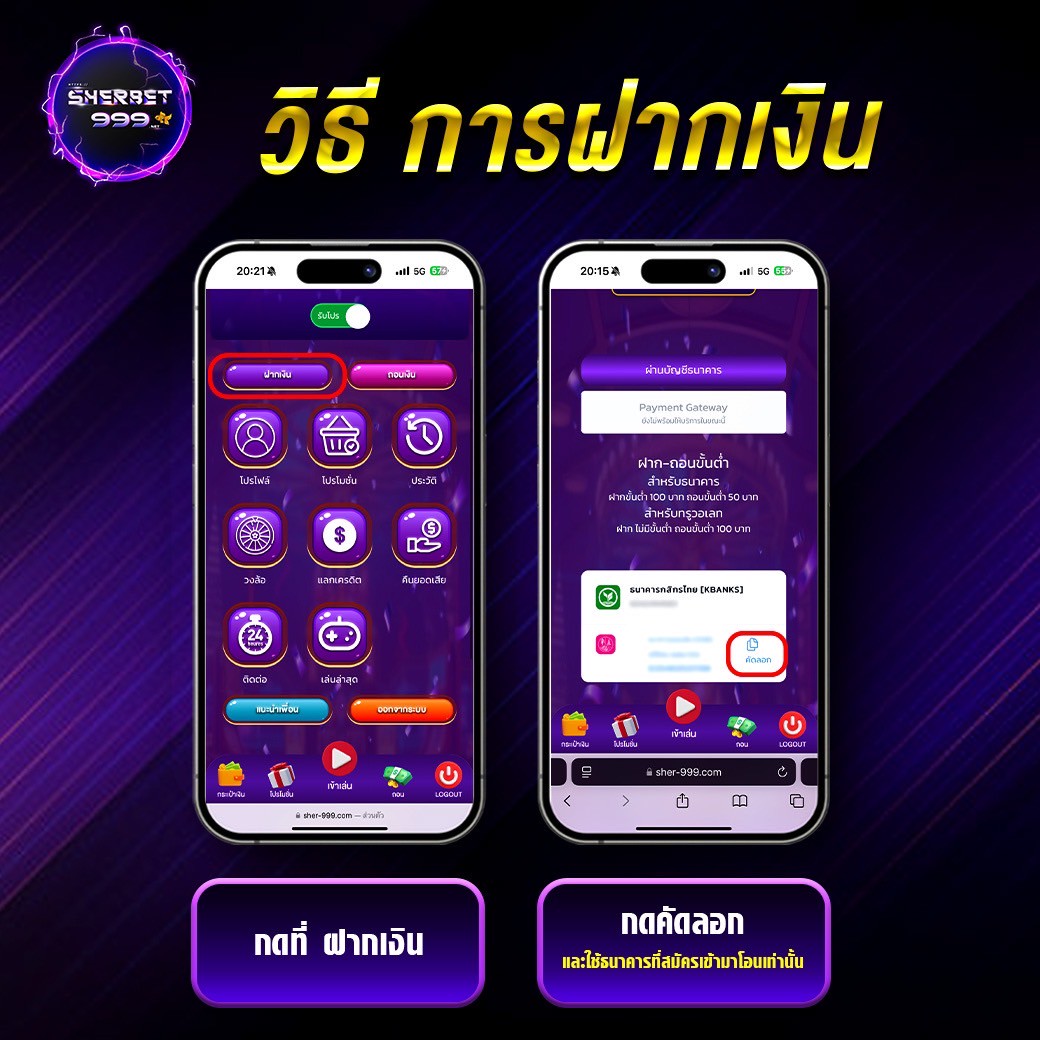 SHERBET
999
.NET
วิธี การฝากเงิน
20:21
5G
57
รับโปร
ฝากเงิน
ถอนเงิน
โปรไฟล์
โปรโมชั่น
ประวัติ
วงล้อ
แลกเครดิต
คืนยอดเสีย
24
ติดต่อ
เล่นล่าสุด
แนะนำเพื่อน
ออกจากระบบ
กระเป๋าเงิน
โปรโมชั่น
เข้าเล่น
ถอน
LOGOUT
sher-999.com — ส่วนตัว
กดที่ ฝากเงิน
20:15
5G
55
ผ่านบัญชีธนาคาร
Payment Gateway
ยังไม่พร้อมให้บริการในขณะนี้
ฝาก-ถอนขั้นต่ำ
สำหรับธนาคาร
ฝากขั้นต่ำ 100 บาท ถอนขั้นต่ำ 50 บาท
สำหรับทรูวอเลท
ฝาก ไม่มีขั้นต่ำ ถอนขั้นต่ำ 100 บาท
ธนาคารกสิกรไทย [KBANKS]
คัดลอก
กระเป๋าเงิน
โปรโมชั่น
เข้าเล่น
ถอน
LOGOUT
sher-999.com
กดคัดลอก
และใช้ธนาคารที่สมัครเข้ามาโอนเท่านั้น